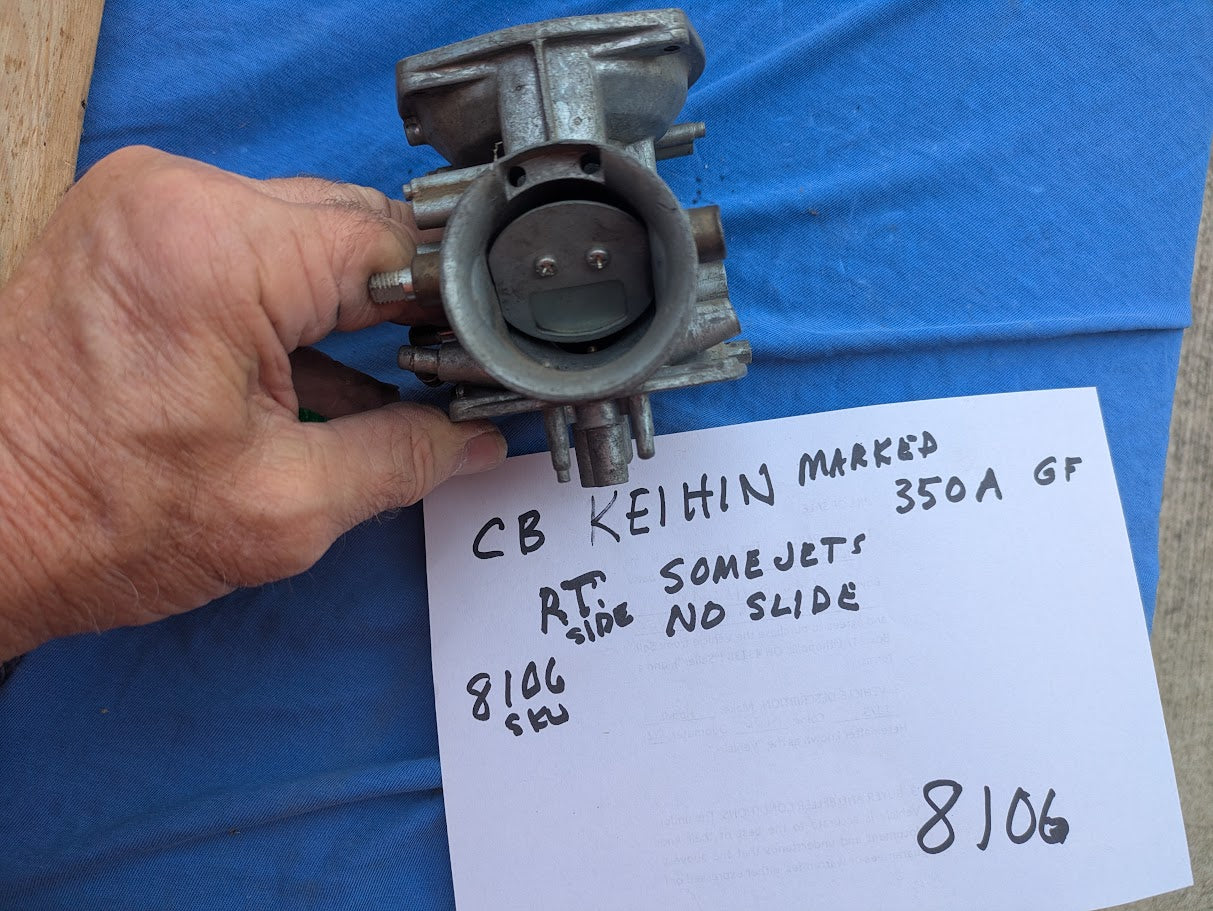 CB KEIHIN MARKED
350A GF
RT. SOME JETS
SIDE NO SLIDE
8106
SKU
8106